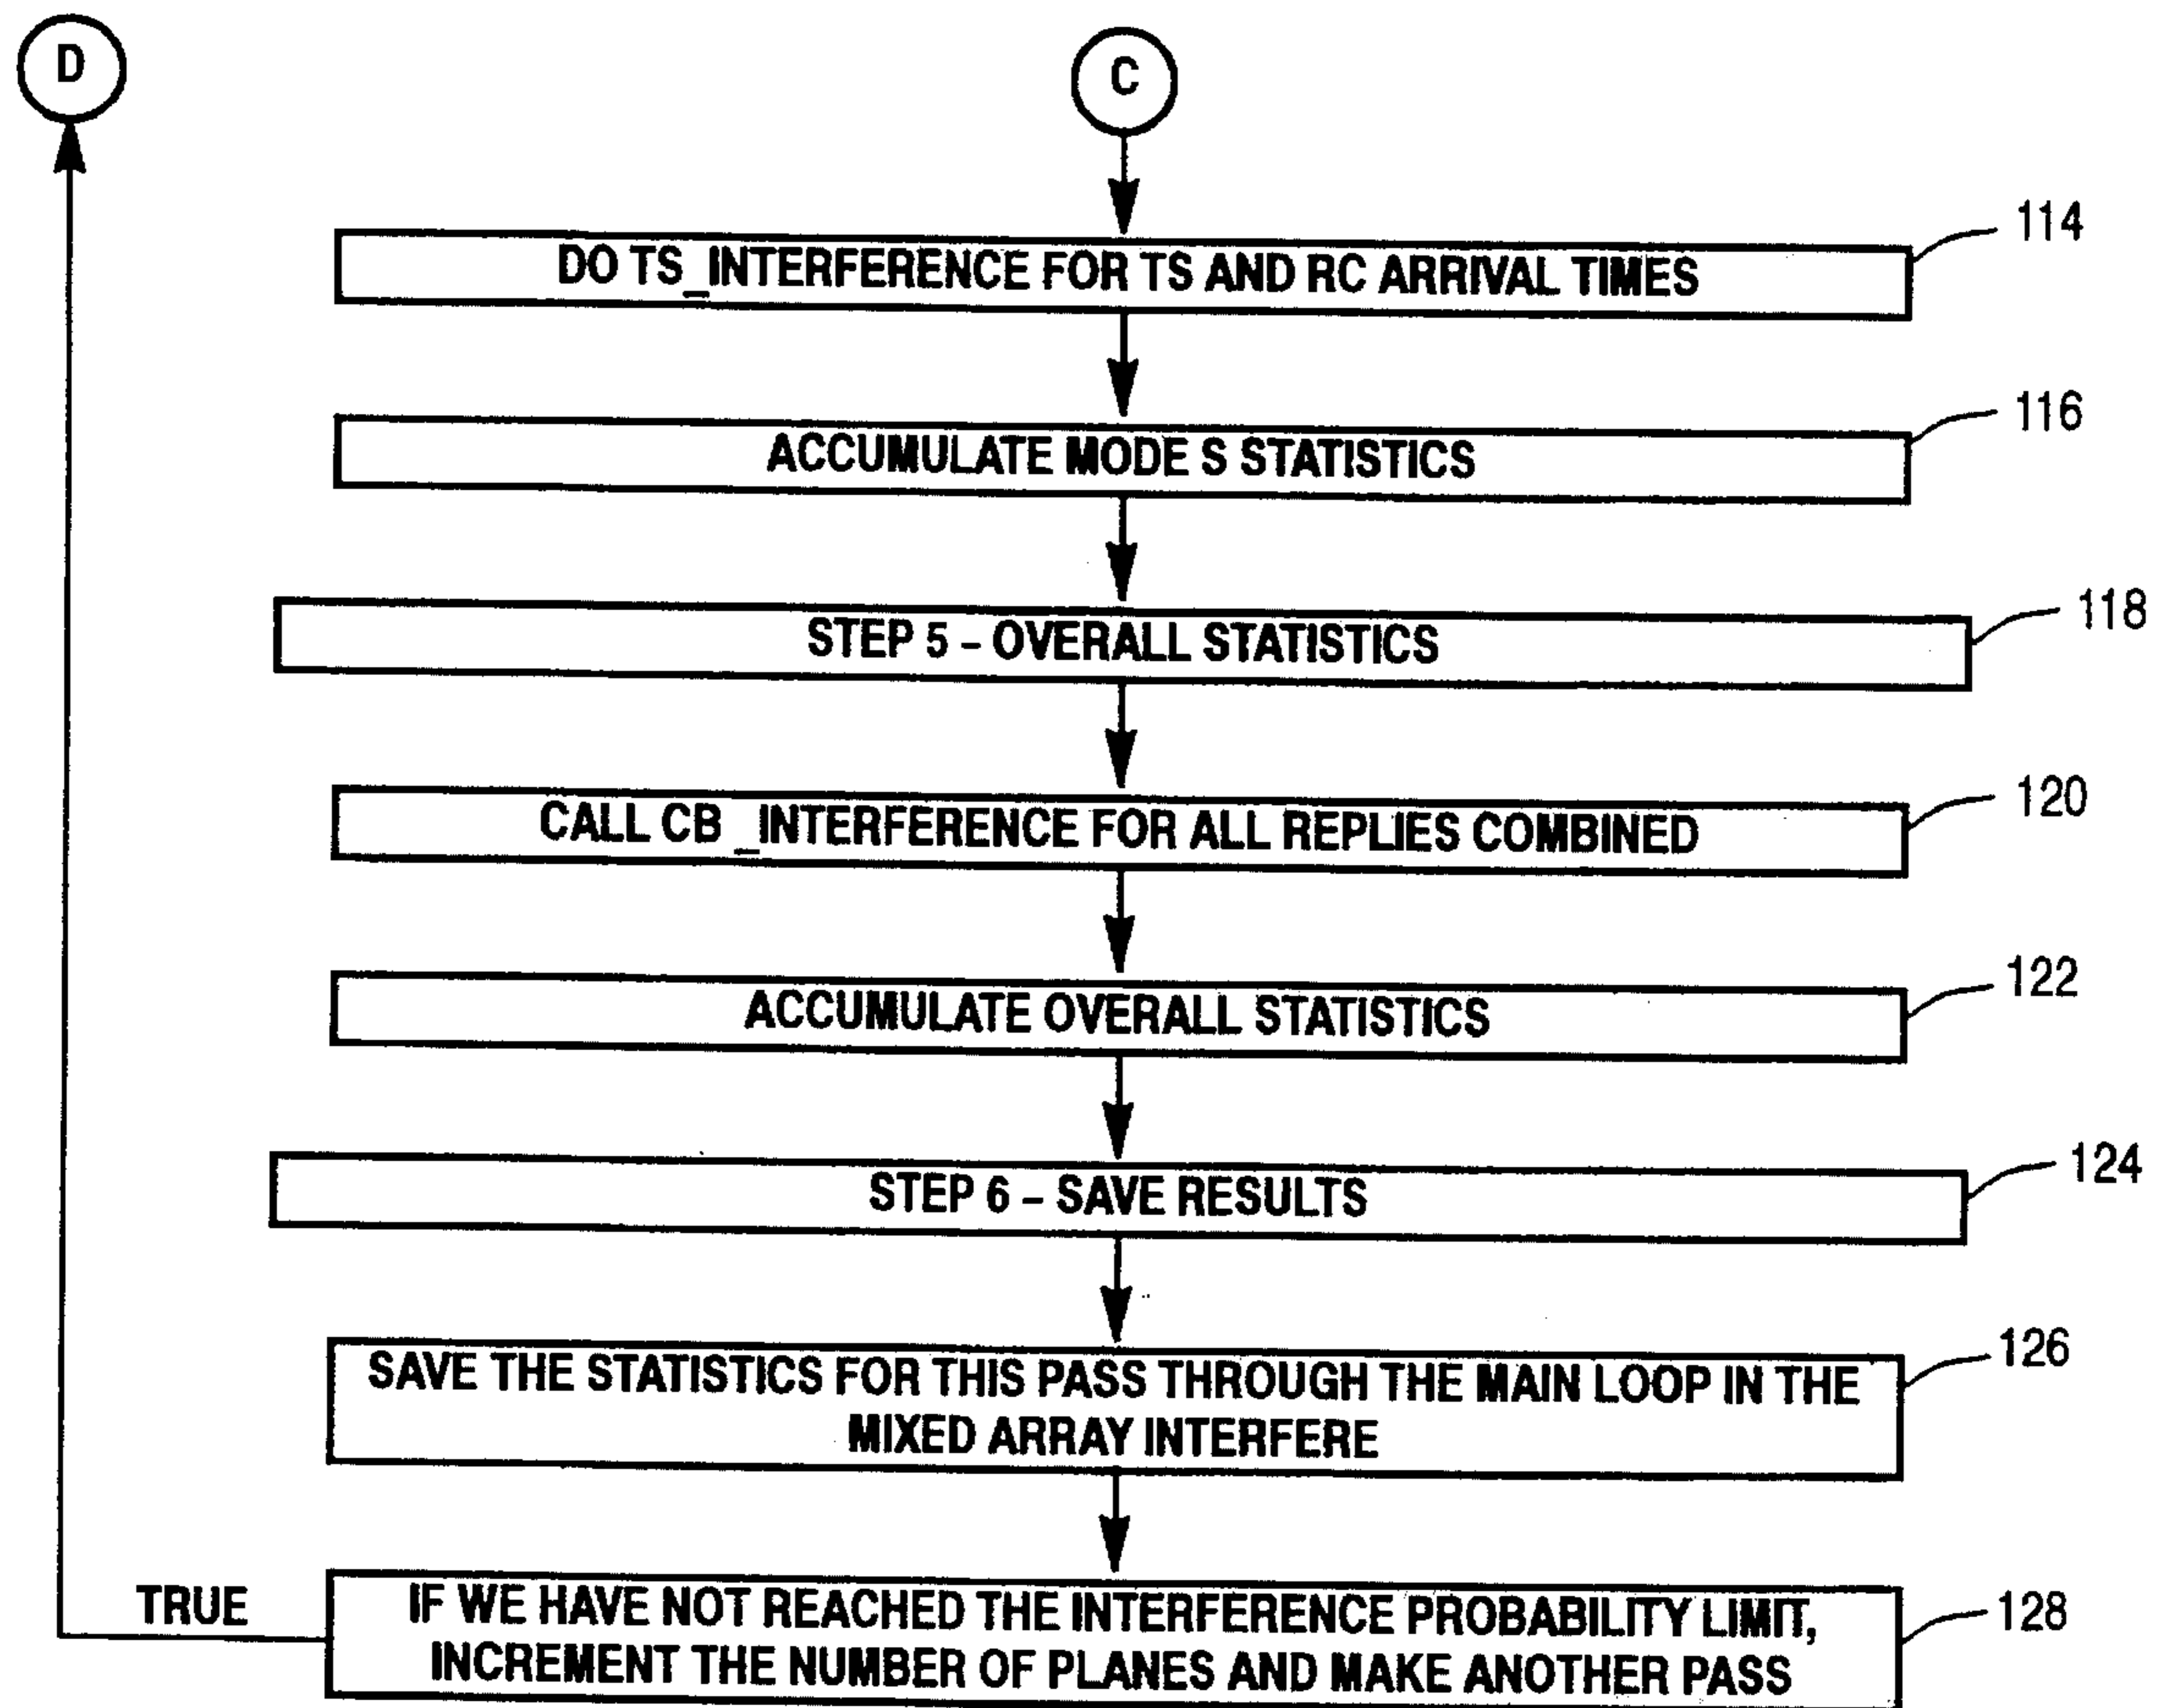 D
C
DO TS_INTERFERENCE FOR TS AND RC ARRIVAL TIMES
114
ACCUMULATE MODE S STATISTICS
116
STEP 5 – OVERALL STATISTICS
118
CALL CB _INTERFERENCE FOR ALL REPLIES COMBINED
120
ACCUMULATE OVERALL STATISTICS
122
STEP 6 – SAVE RESULTS
124
SAVE THE STATISTICS FOR THIS PASS THROUGH THE MAIN LOOP IN THE
MIXED ARRAY INTERFERE
126
TRUE
IF WE HAVE NOT REACHED THE INTERFERENCE PROBABILITY LIMIT,
INCREMENT THE NUMBER OF PLANES AND MAKE ANOTHER PASS
128